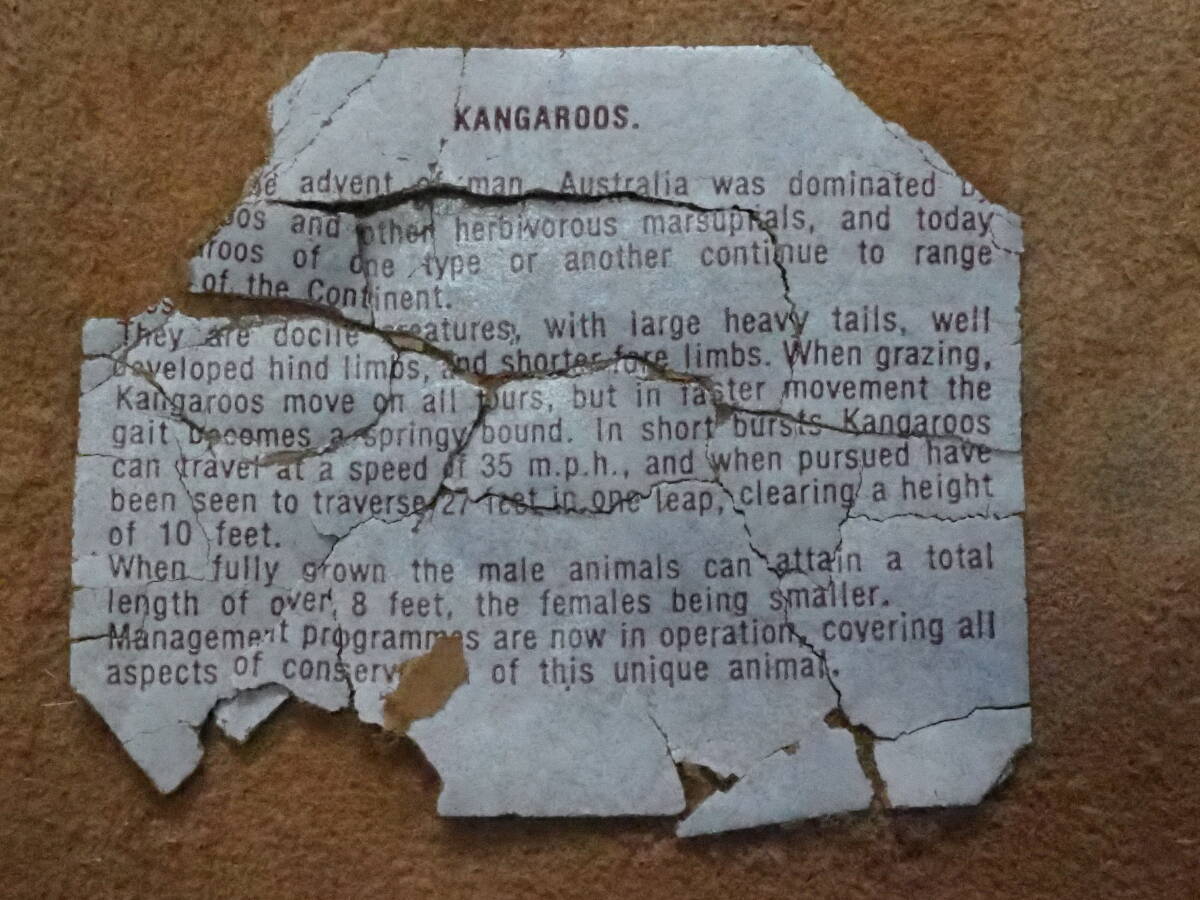 KANGAROOS.
advent of man Australia was dominated
and other herbivorous marsupials, and today
of one type or another continue to range
of the Continent.
They are docile creatures, with large heavy tails, well
developed hind limbs, and shorter fore limbs. When grazing,
Kangaroos move on all fours, but in faster movement the
gait becomes a springy bound. In short bursts Kangaroos
can travel at a speed of 35 m.p.h., and when pursued have
been seen to traverse 27 feet in one leap, clearing a height
of 10 feet.
When fully grown the male animals can attain a total
length of over 8 feet, the females being smaller.
Management programmes are now in operation, covering all
aspects of of this unique animal.